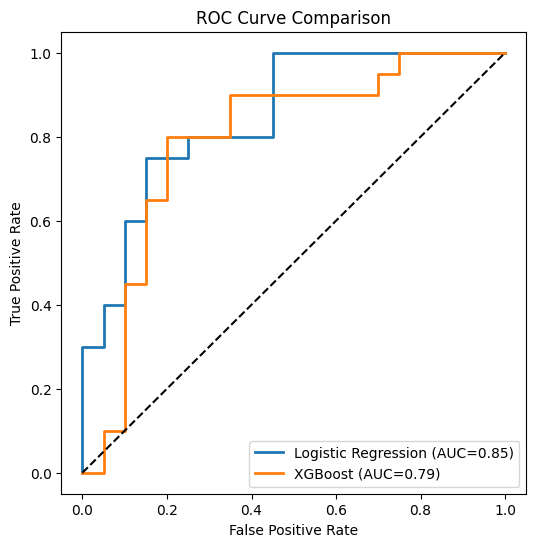 ROC Curve Comparison
True Positive Rate
1.0
0.8
0.6
0.4
0.2
0.0
Logistic Regression (AUC=0.85)
XGBoost (AUC=0.79)
0.0 0.2 0.4 0.6 0.8 1.0
False Positive Rate